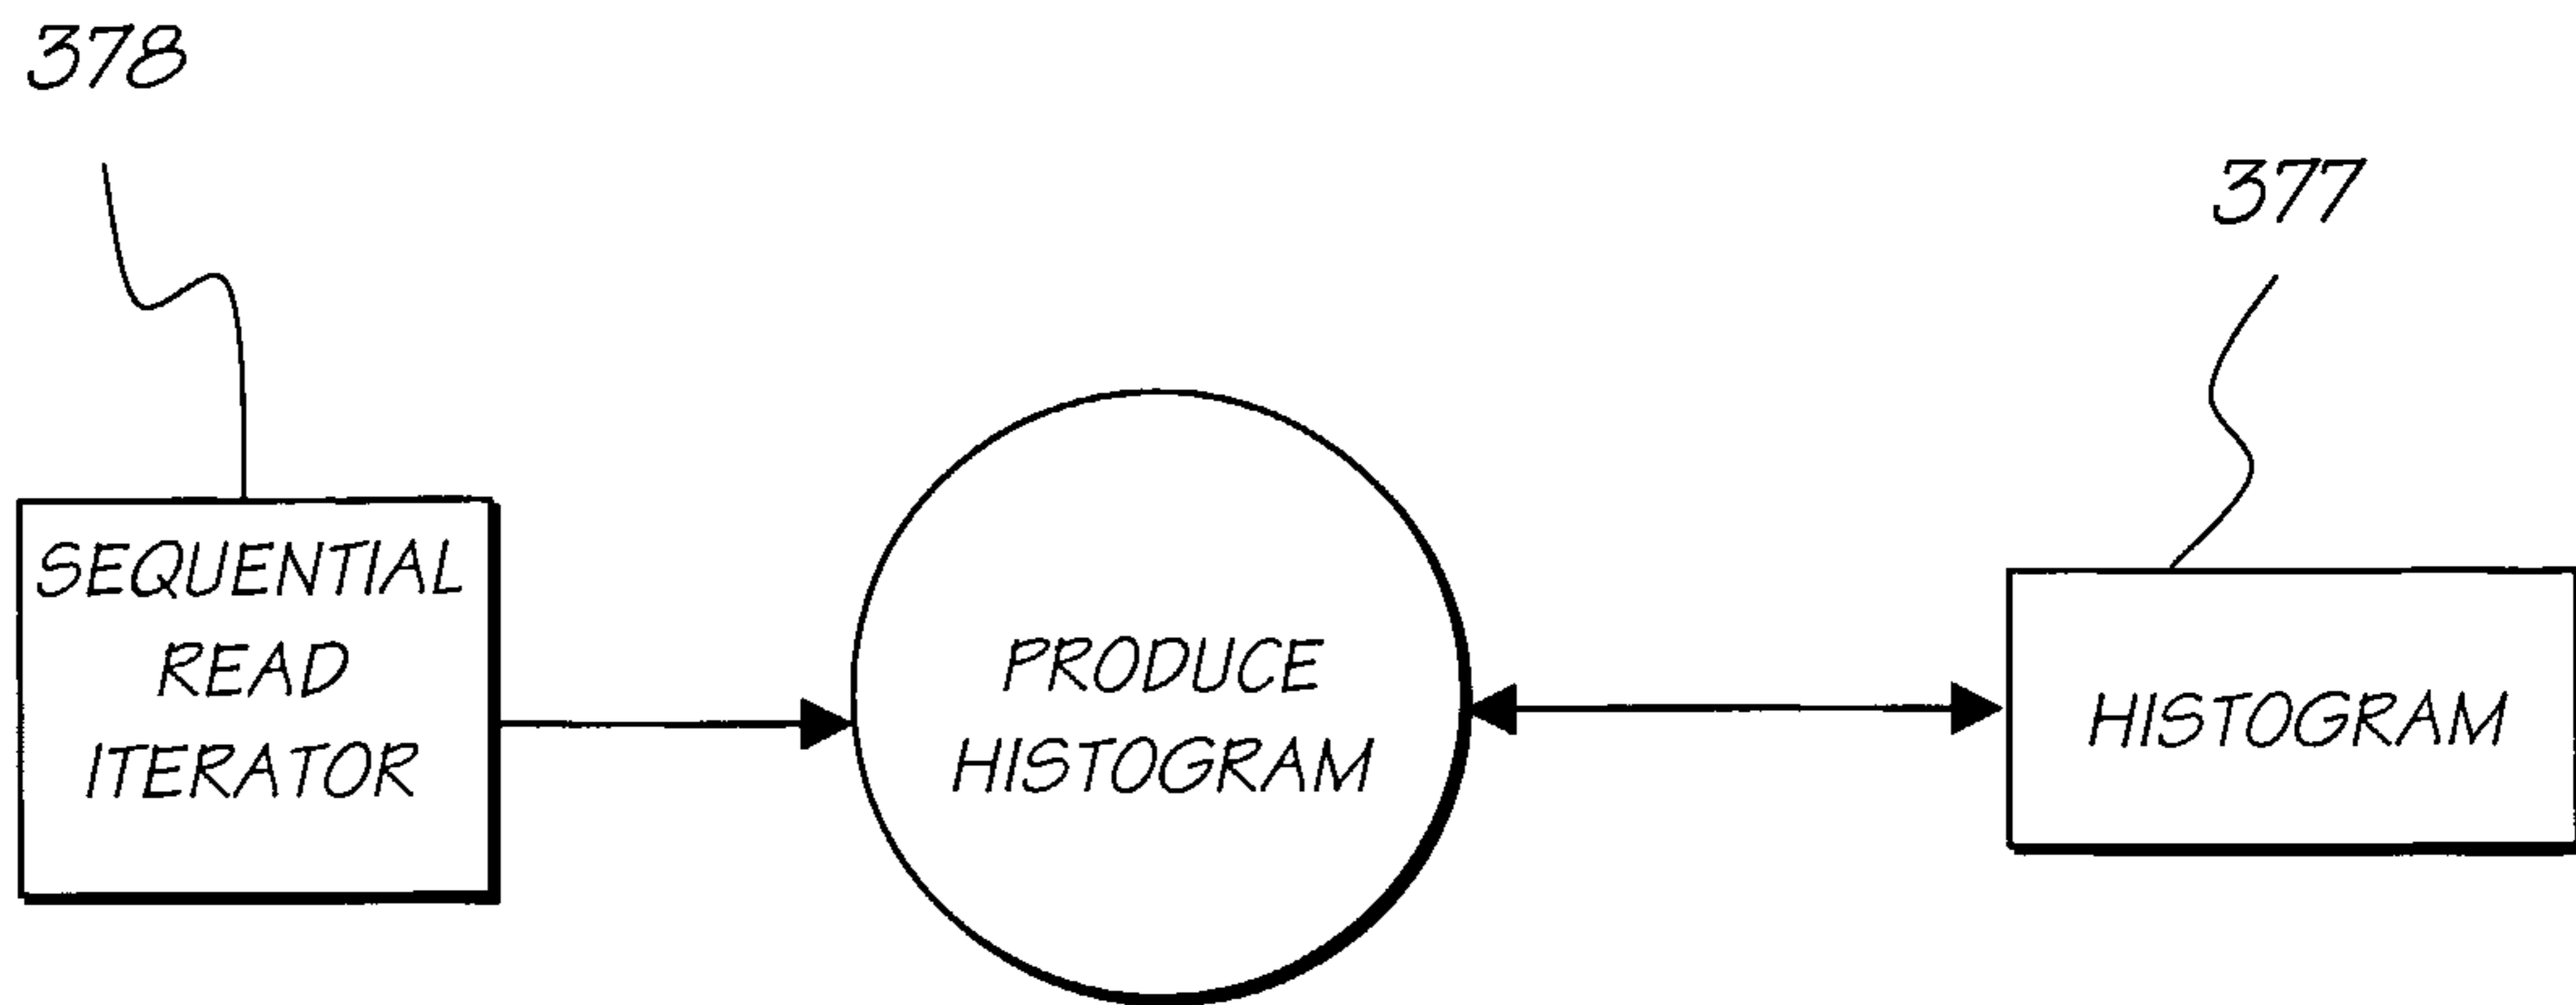 378
377
SEQUENTIAL
READ
ITERATOR
PRODUCE
HISTOGRAM
HISTOGRAM